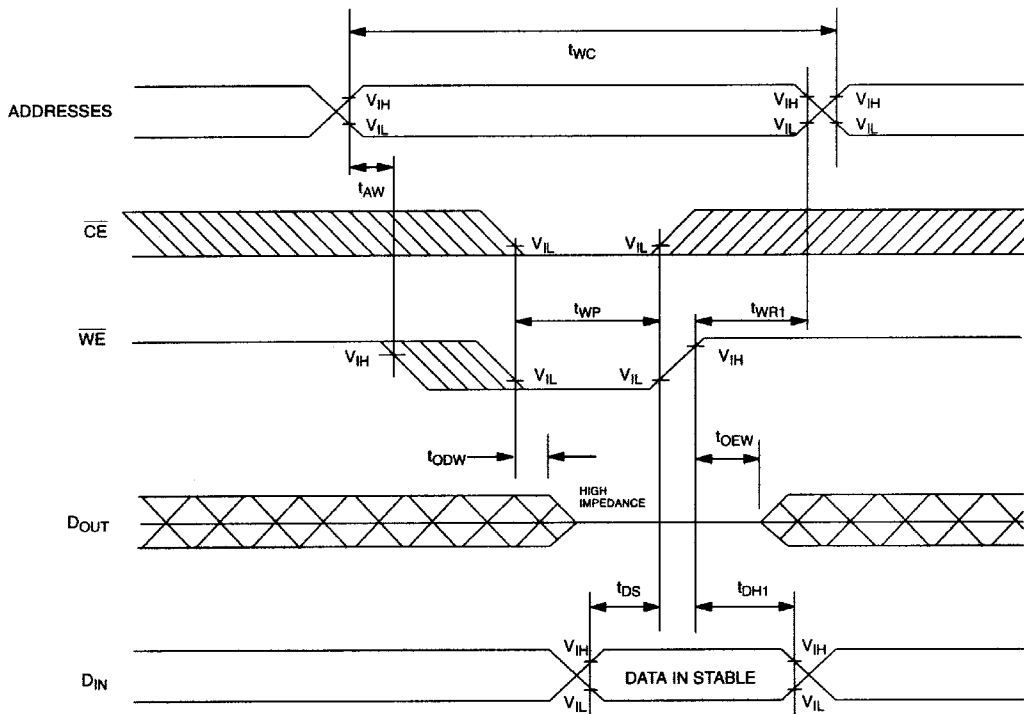 tWC
ADDRESSES
VIH
VIL
VIH
VIL
VIH
VIL
tAW
CE
VIL
VIL
tWP
tWR1
WE
VIH
VIL
VIL
VIH
tODW
tOEW
DOUT
HIGH
IMPEDANCE
tDS
tDH1
DIN
VIH
VIL
DATA IN STABLE
VIH
VIL